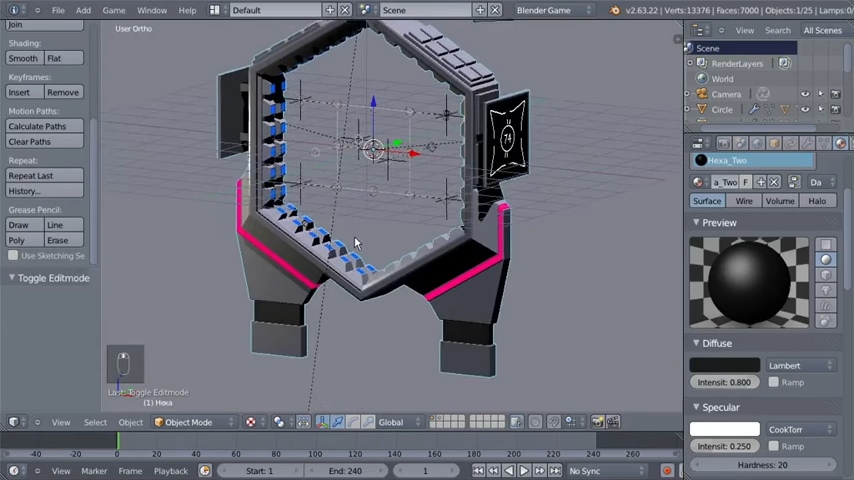 File Add Game Window Help Default Scene Blender Game v2.63.22 Verts:13376 | Faces:7000 | Objects:1/25 | Lamps:0/
Join
Shading:
Smooth Flat
Keyframes:
Insert Remove
Motion Paths:
Calculate Paths
Clear Paths
Repeat:
Repeat Last
History...
Grease Pencil:
Draw Line
Poly Erase
Use Sketching Se
Toggle Editmode
User Ortho
74
Last: Toggle Editmode
(1) Hexa
View Search All Scenes
Scene
RenderLayers
World
Camera
Circle
Hexa_Two
a_Two F Da
Surface Wire Volume Halo
Preview
Diffuse
Lambert
Intensit: 0.800 Ramp
Specular
CookTorr
Intensit: 0.250 Ramp
Hardness: 20
View Select Object Object Mode Global
-40 -20 0 20 40 60 80 100 120 140 160 180 200 220 240 260
View Marker Frame Playback Start: 1 End: 240 1 No Sync